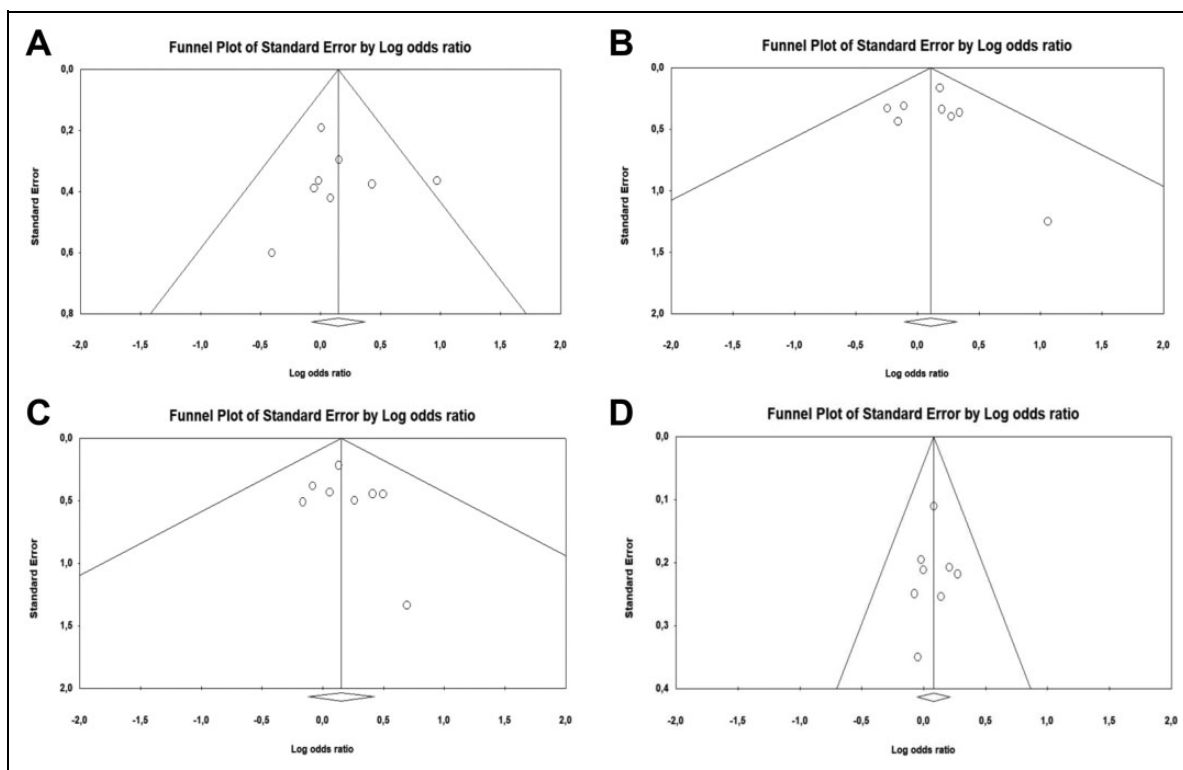 A
Funnel Plot of Standard Error by Log odds ratio
0,0
0,2
0,4
0,6
0,8
Standard Error
-2,0 -1,5 -1,0 -0,5 0,0 0,5 1,0 1,5 2,0
Log odds ratio
B
Funnel Plot of Standard Error by Log odds ratio
0,0
0,5
1,0
1,5
2,0
Standard Error
-2,0 -1,5 -1,0 -0,5 0,0 0,5 1,0 1,5 2,0
Log odds ratio
C
Funnel Plot of Standard Error by Log odds ratio
0,0
0,5
1,0
1,5
2,0
Standard Error
-2,0 -1,5 -1,0 -0,5 0,0 0,5 1,0 1,5 2,0
Log odds ratio
D
Funnel Plot of Standard Error by Log odds ratio
0,0
0,1
0,2
0,3
0,4
Standard Error
-2,0 -1,5 -1,0 -0,5 0,0 0,5 1,0 1,5 2,0
Log odds ratio